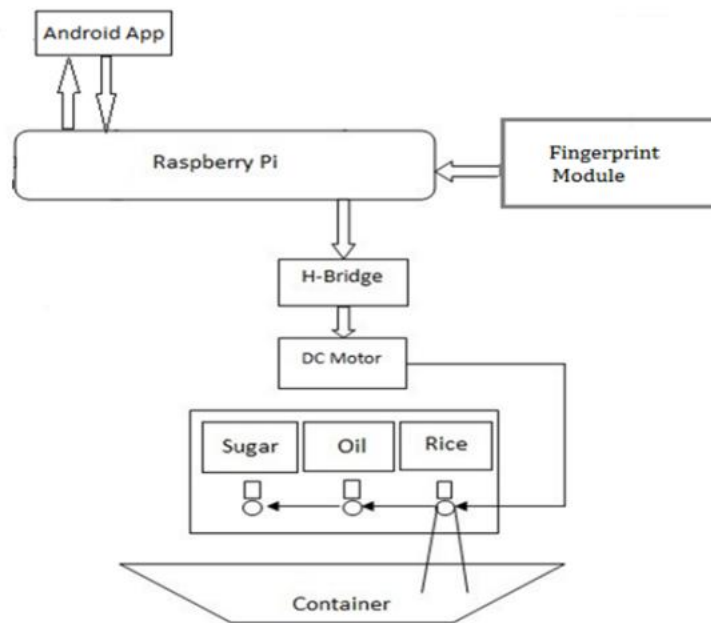 Android App
Raspberry Pi
Fingerprint
Module
H-Bridge
DC Motor
Sugar
Oil
Rice
Container